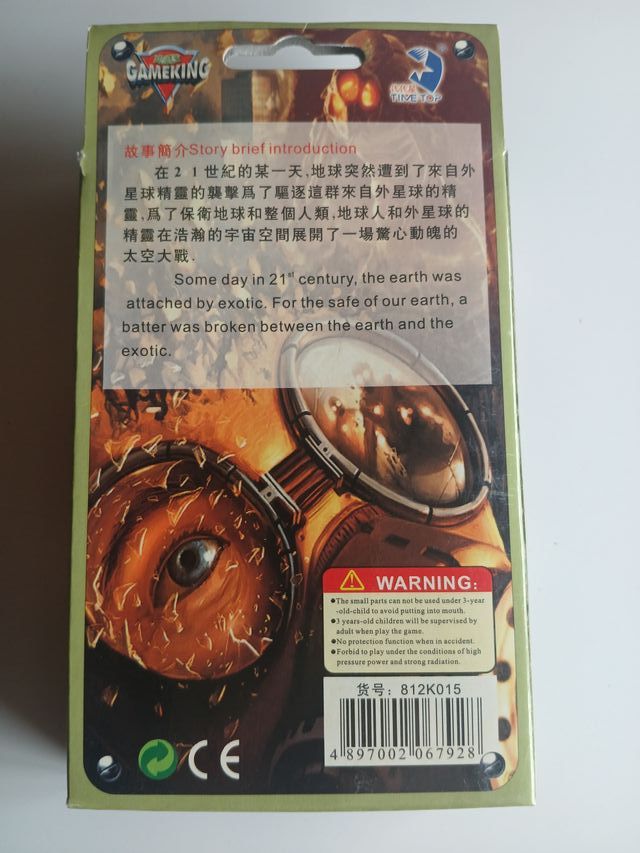 GAMEKING
TIME TOP
故事簡介Story brief introduction
在21世紀的某一天,地球突然遭到了來自外
星球精靈的襲擊爲了驅逐這群來自外星球的精
靈,爲了保衛地球和整個人類,地球人和外星球的
精靈在浩瀚的宇宙空間展開了一場驚心動魄的
太空大戰.
Some day in 21st century, the earth was
attached by exotic. For the safe of our earth, a
batter was broken between the earth and the
exotic.
WARNING:
●The small parts can not be used under 3-year
-old-child to avoid putting into mouth.
●3 years-old children will be supervised by
adult when play the game.
●No protection function when in accident.
●Forbid to play under the conditions of high
pressure power and strong radiation.
货号: 812K015
4 897002 067928
CE